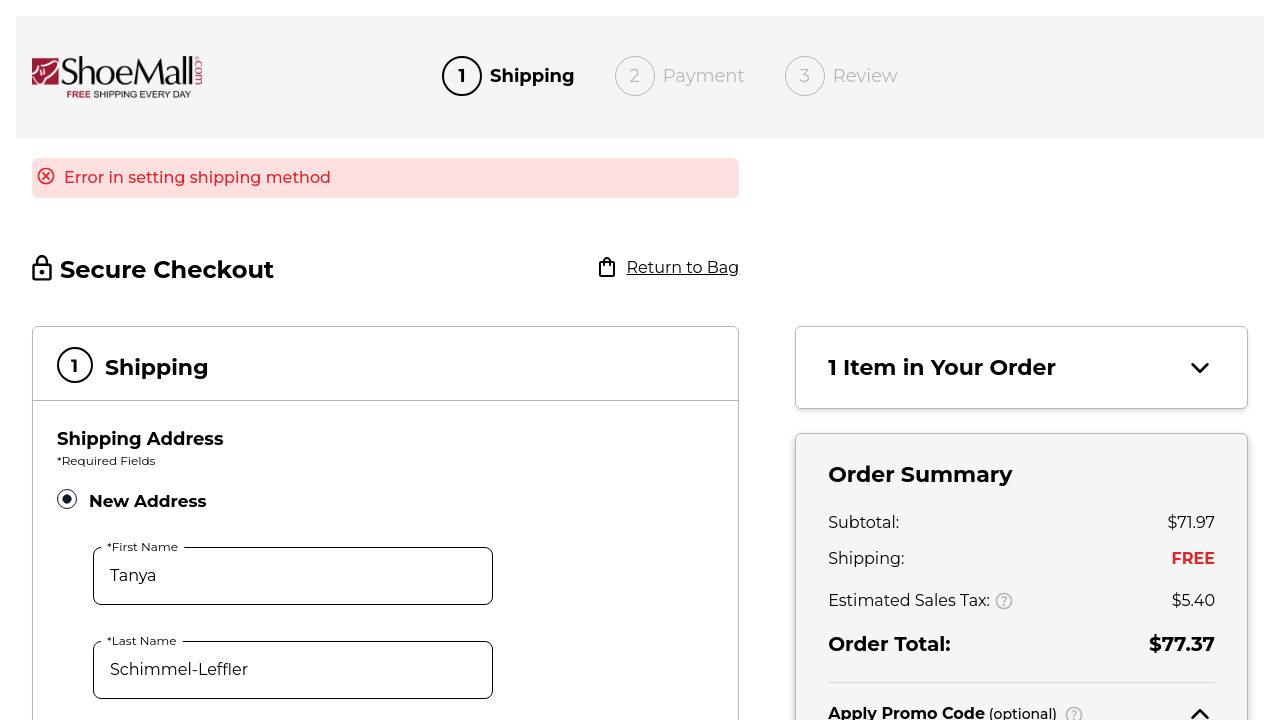 ShoeMall.com
FREE SHIPPING EVERY DAY
1 Shipping
2 Payment
3 Review
Error in setting shipping method
Secure Checkout
Return to Bag
1 Shipping
Shipping Address
*Required Fields
New Address
*First Name
Tanya
*Last Name
Schimmel-Leffler
1 Item in Your Order
Order Summary
Subtotal: $71.97
Shipping: FREE
Estimated Sales Tax: ? $5.40
Order Total: $77.37
Apply Promo Code (optional) ?